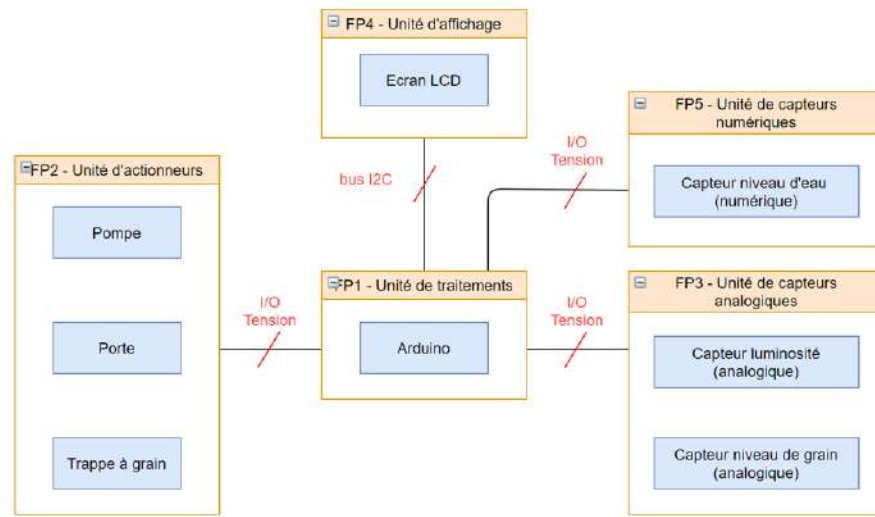 FP4 - Unité d'affichage
Ecran LCD
FP5 - Unité de capteurs
numériques
I/O
Tension
Capteur niveau d'eau
(numérique)
bus I2C
FP2 - Unité d'actionneurs
Pompe
Porte
Trappe à grain
I/O
Tension
FP1 - Unité de traitements
Arduino
I/O
Tension
FP3 - Unité de capteurs
analogiques
Capteur luminosité
(analogique)
Capteur niveau de grain
(analogique)